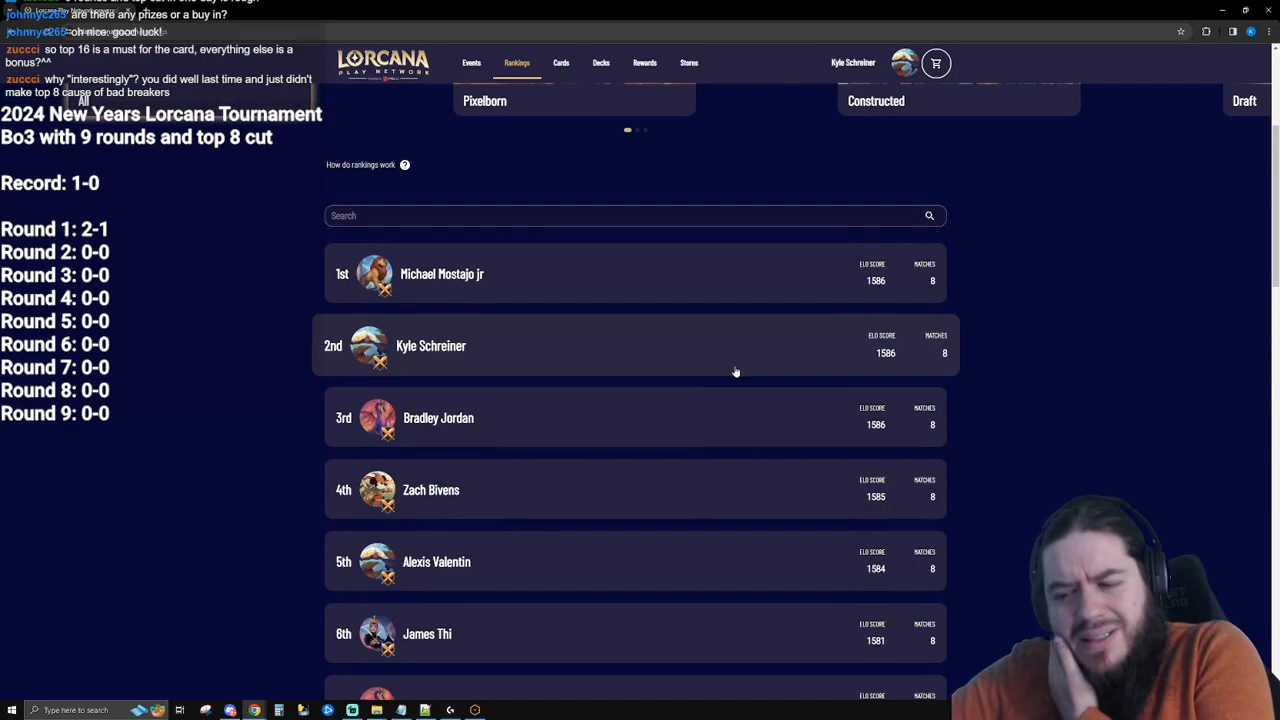 johnnyc265 are there any prizes or a buy in?
johnnyc265 oh nice. good luck!
zuccci so top 16 is a must for the card, everything else is a
bonus?^^
zuccci why "interestingly"? you did well last time and just didn't
make top 8 cause of bad breakers
All
2024 New Years Lorcana Tournament
Bo3 with 9 rounds and top 8 cut
Record: 1-0
Round 1: 2-1
Round 2: 0-0
Round 3: 0-0
Round 4: 0-0
Round 5: 0-0
Round 6: 0-0
Round 7: 0-0
Round 8: 0-0
Round 9: 0-0
LORCANA
PLAY NETWORK
Events
Rankings
Cards
Decks
Rewards
Stores
Kyle Schreiner
Pixelborn
Constructed
Draft
How do rankings work ?
Search
1st Michael Mostajo jr
ELO SCORE MATCHES
1586 8
2nd Kyle Schreiner
ELO SCORE MATCHES
1586 8
3rd Bradley Jordan
ELO SCORE MATCHES
1586 8
4th Zach Bivens
ELO SCORE MATCHES
1585 8
5th Alexis Valentin
ELO SCORE MATCHES
1584 8
6th James Thi
ELO SCORE MATCHES
1581 8
ELO SCORE MATCHES
Type here to search